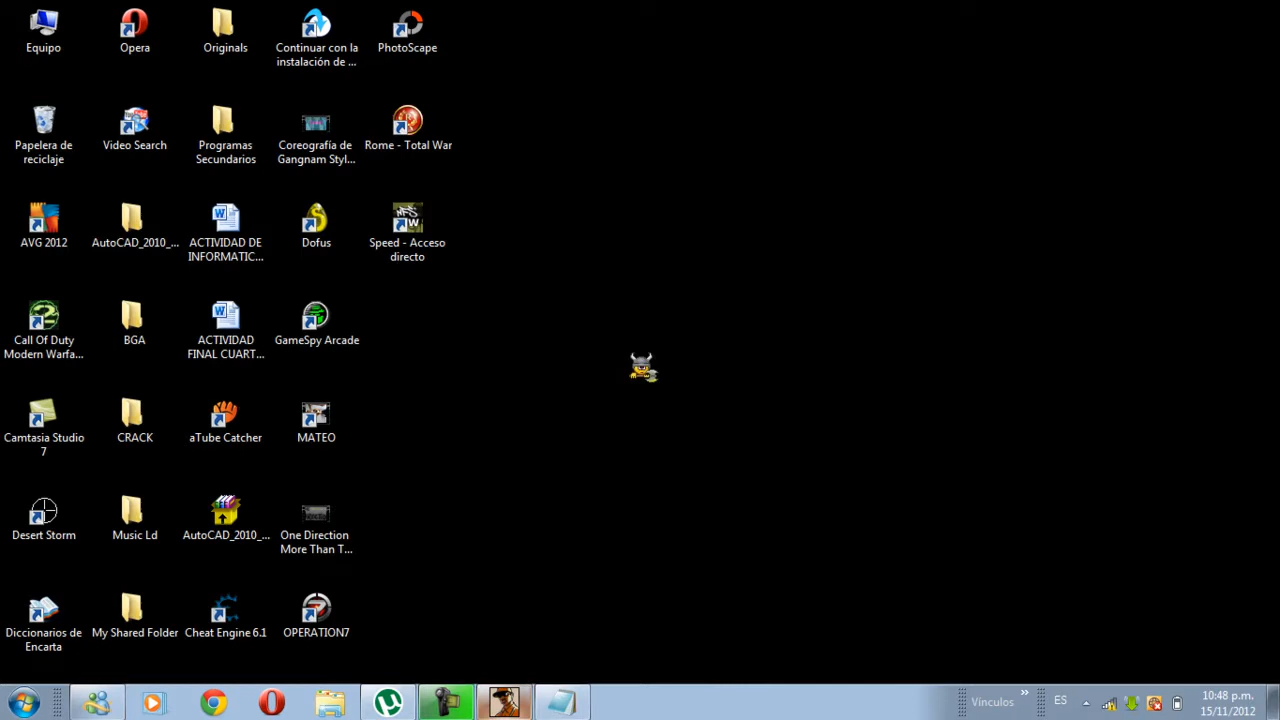 Equipo
Opera
Originals
Continuar con la
instalación de ...
PhotoScape
Papelera de
reciclaje
Video Search
Programas
Secundarios
Coreografía de
Gangnam Styl...
Rome - Total War
AVG 2012
AutoCAD_2010_...
ACTIVIDAD DE
INFORMATIC...
Dofus
Speed - Acceso
directo
Call Of Duty
Modern Warfa...
BGA
ACTIVIDAD
FINAL CUART...
GameSpy Arcade
Camtasia Studio
7
CRACK
aTube Catcher
MATEO
Desert Storm
Music Ld
AutoCAD_2010_...
One Direction
More Than T...
Diccionarios de
Encarta
My Shared Folder
Cheat Engine 6.1
OPERATION7
Vínculos
ES
10:48 p.m.
15/11/2012